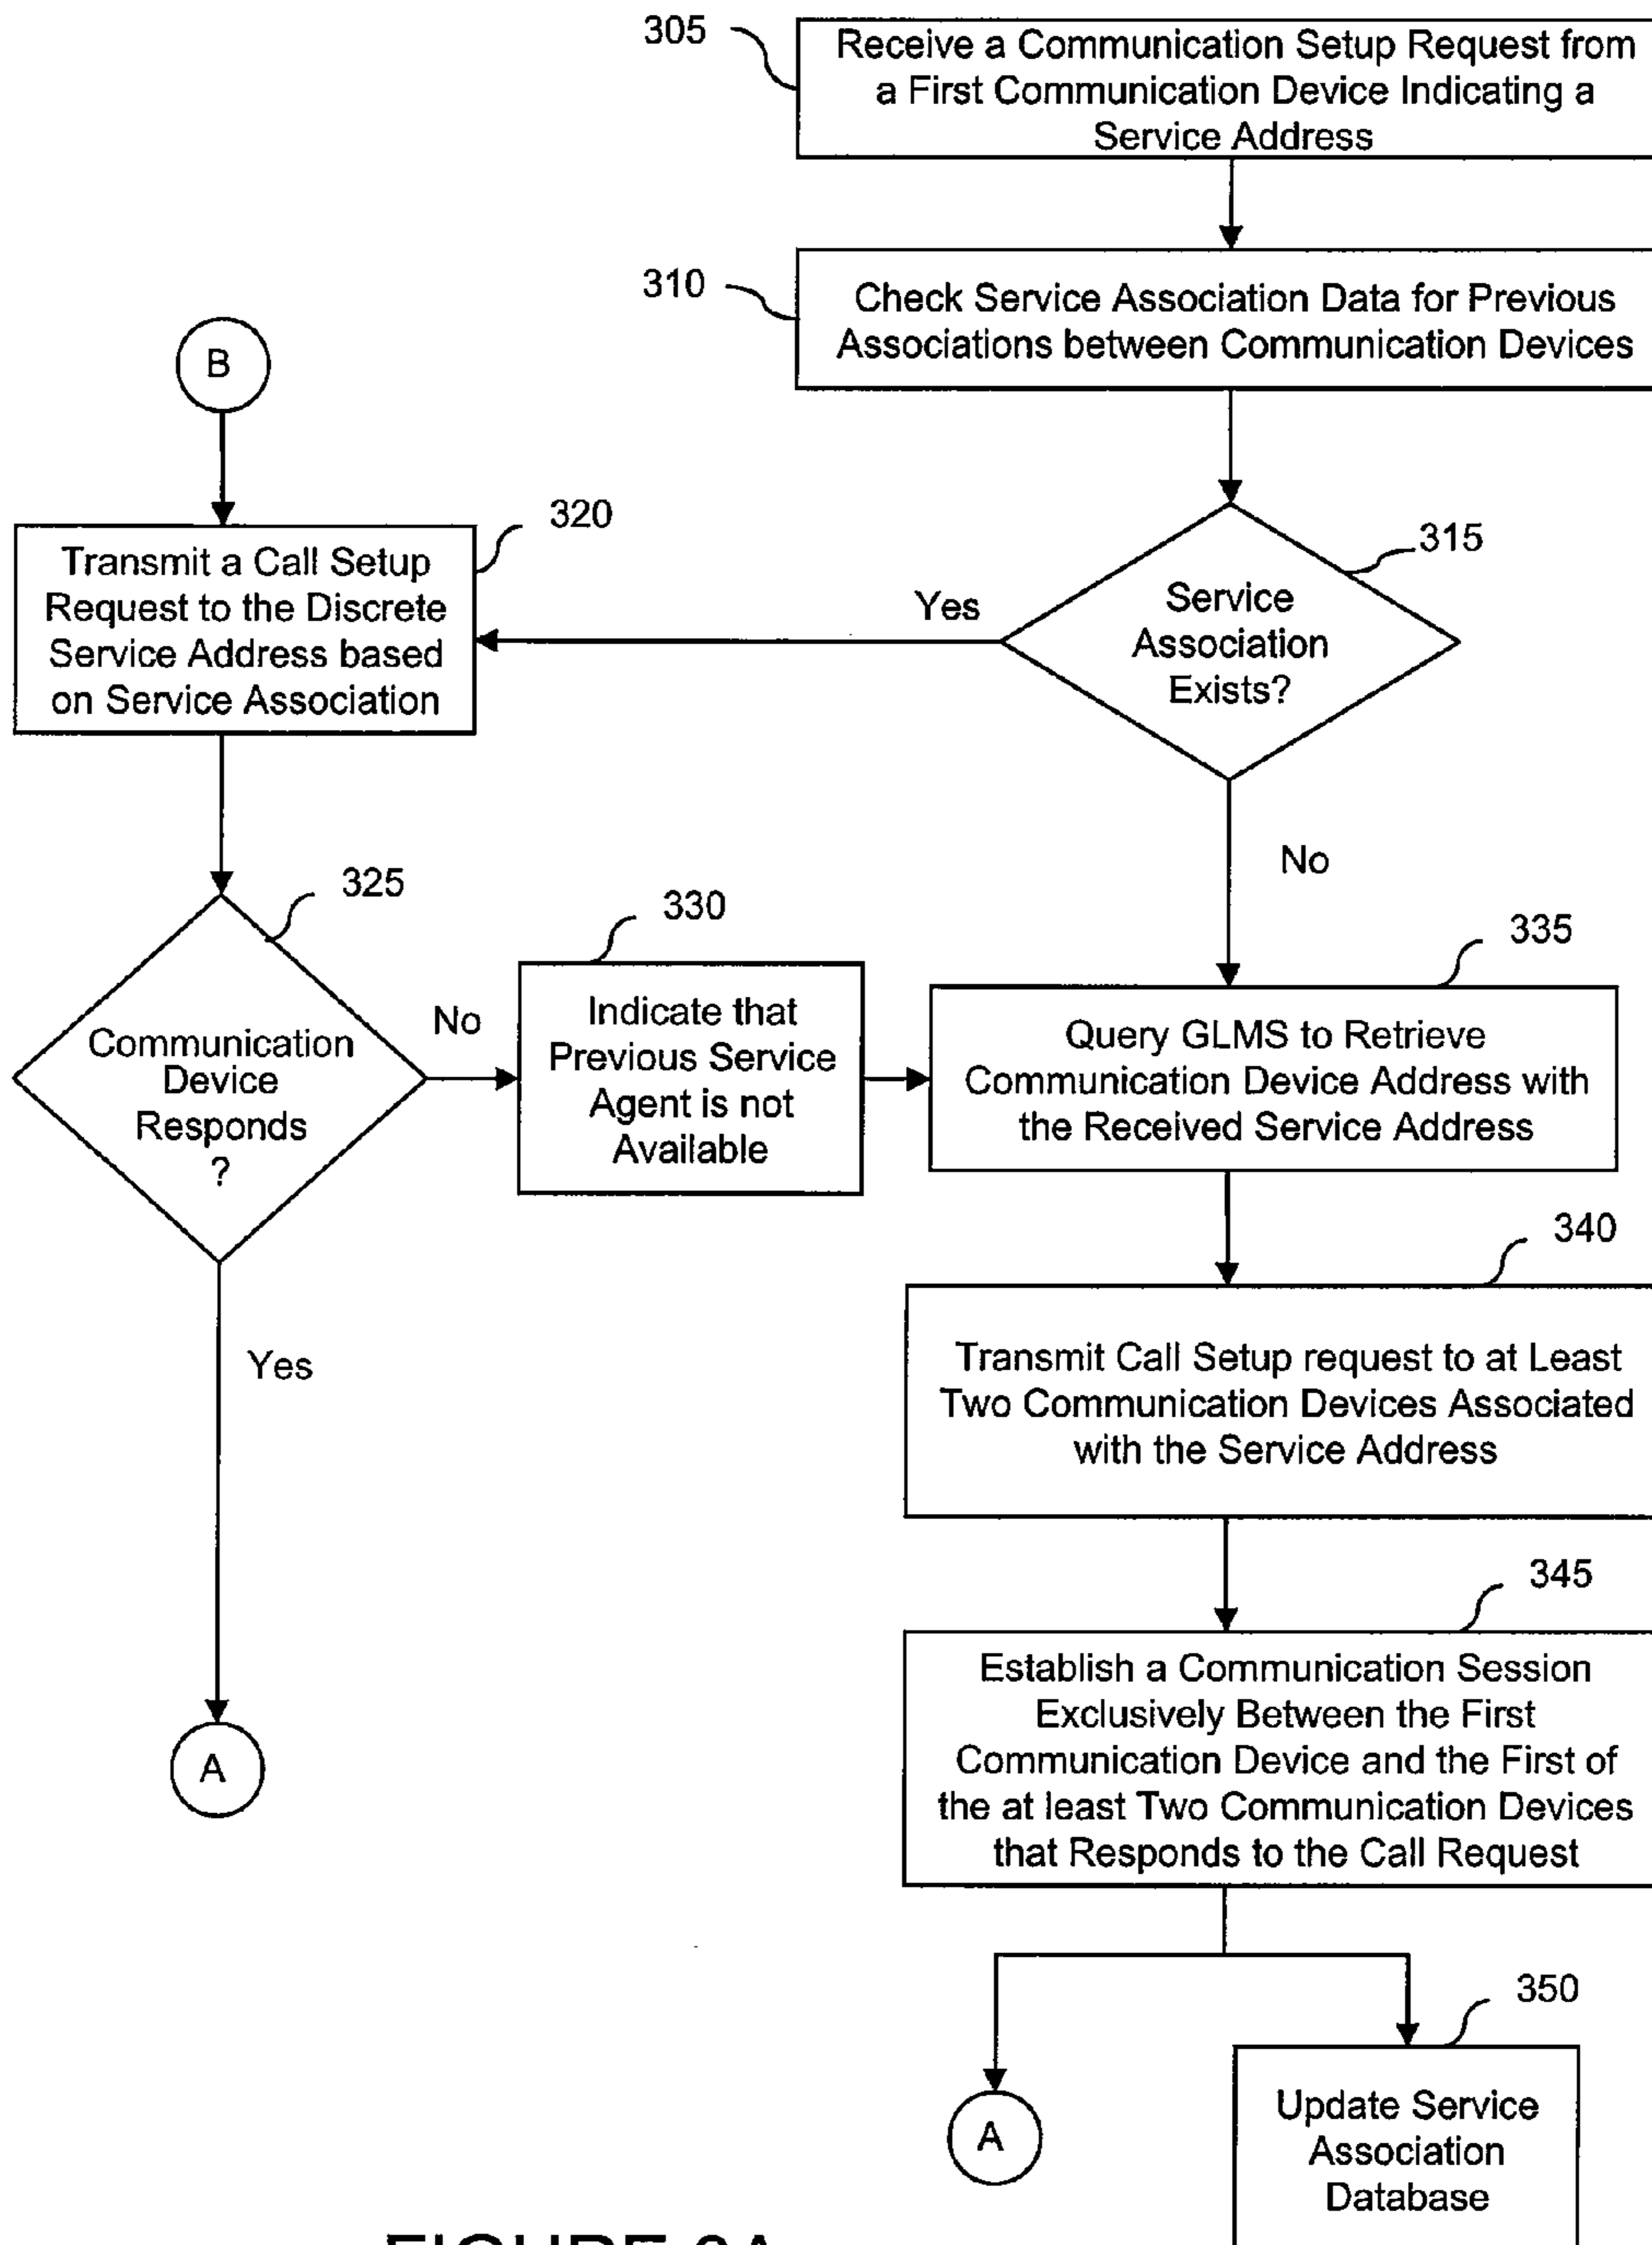 305
Receive a Communication Setup Request from
a First Communication Device Indicating a
Service Address
310
Check Service Association Data for Previous
Associations between Communication Devices
B
320
Transmit a Call Setup
Request to the Discrete
Service Address based
on Service Association
315
Service
Association
Exists?
Yes
No
325
Communication
Device
Responds
?
No
330
Indicate that
Previous Service
Agent is not
Available
335
Query GLMS to Retrieve
Communication Device Address with
the Received Service Address
Yes
340
Transmit Call Setup request to at Least
Two Communication Devices Associated
with the Service Address
345
Establish a Communication Session
Exclusively Between the First
Communication Device and the First of
the at least Two Communication Devices
that Responds to the Call Request
A
350
A
Update Service
Association
Database